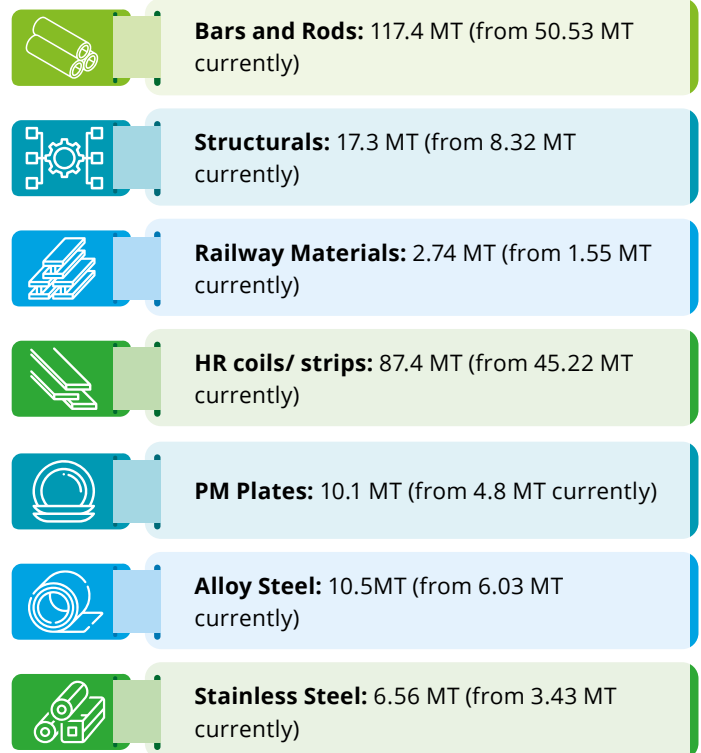 Bars and Rods: 117.4 MT (from 50.53 MT
currently)
Structurals: 17.3 MT (from 8.32 MT
currently)
Railway Materials: 2.74 MT (from 1.55 MT
currently)
HR coils/ strips: 87.4 MT (from 45.22 MT
currently)
PM Plates: 10.1 MT (from 4.8 MT currently)
Alloy Steel: 10.5MT (from 6.03 MT
currently)
Stainless Steel: 6.56 MT (from 3.43 MT
currently)